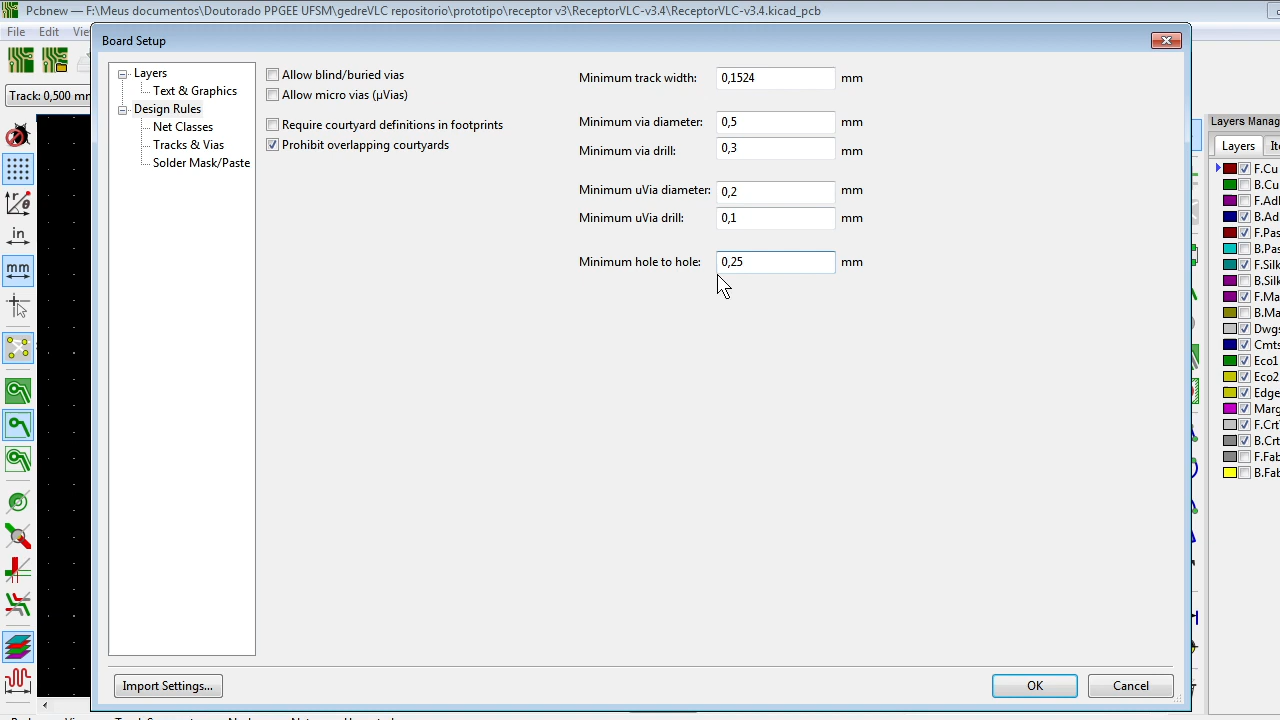 Pcbnew — F:\Meus documentos\Doutorado PPGEE UFSM\gedreVLC repositorio\prototipo\receptor v3\ReceptorVLC-v3.4\ReceptorVLC-v3.4.kicad_pcb
File Edit Vie
Board Setup
Track: 0,500 mm
Layers
Text & Graphics
Design Rules
Net Classes
Tracks & Vias
Solder Mask/Paste
Allow blind/buried vias
Allow micro vias (µVias)
Require courtyard definitions in footprints
Prohibit overlapping courtyards
Minimum track width: 0,1524 mm
Minimum via diameter: 0,5 mm
Minimum via drill: 0,3 mm
Minimum uVia diameter: 0,2 mm
Minimum uVia drill: 0,1 mm
Minimum hole to hole: 0,25 mm
in
mm
Layers Manag
Layers Ite
F.Cu
B.Cu
F.Adl
B.Ad
F.Pas
B.Pas
F.Silk
B.Silk
F.Ma
B.Ma
Dwgs
Cmts
Eco1
Eco2
Edge
Marg
F.Crt
B.Crt
F.Fab
B.Fab
Import Settings... OK Cancel